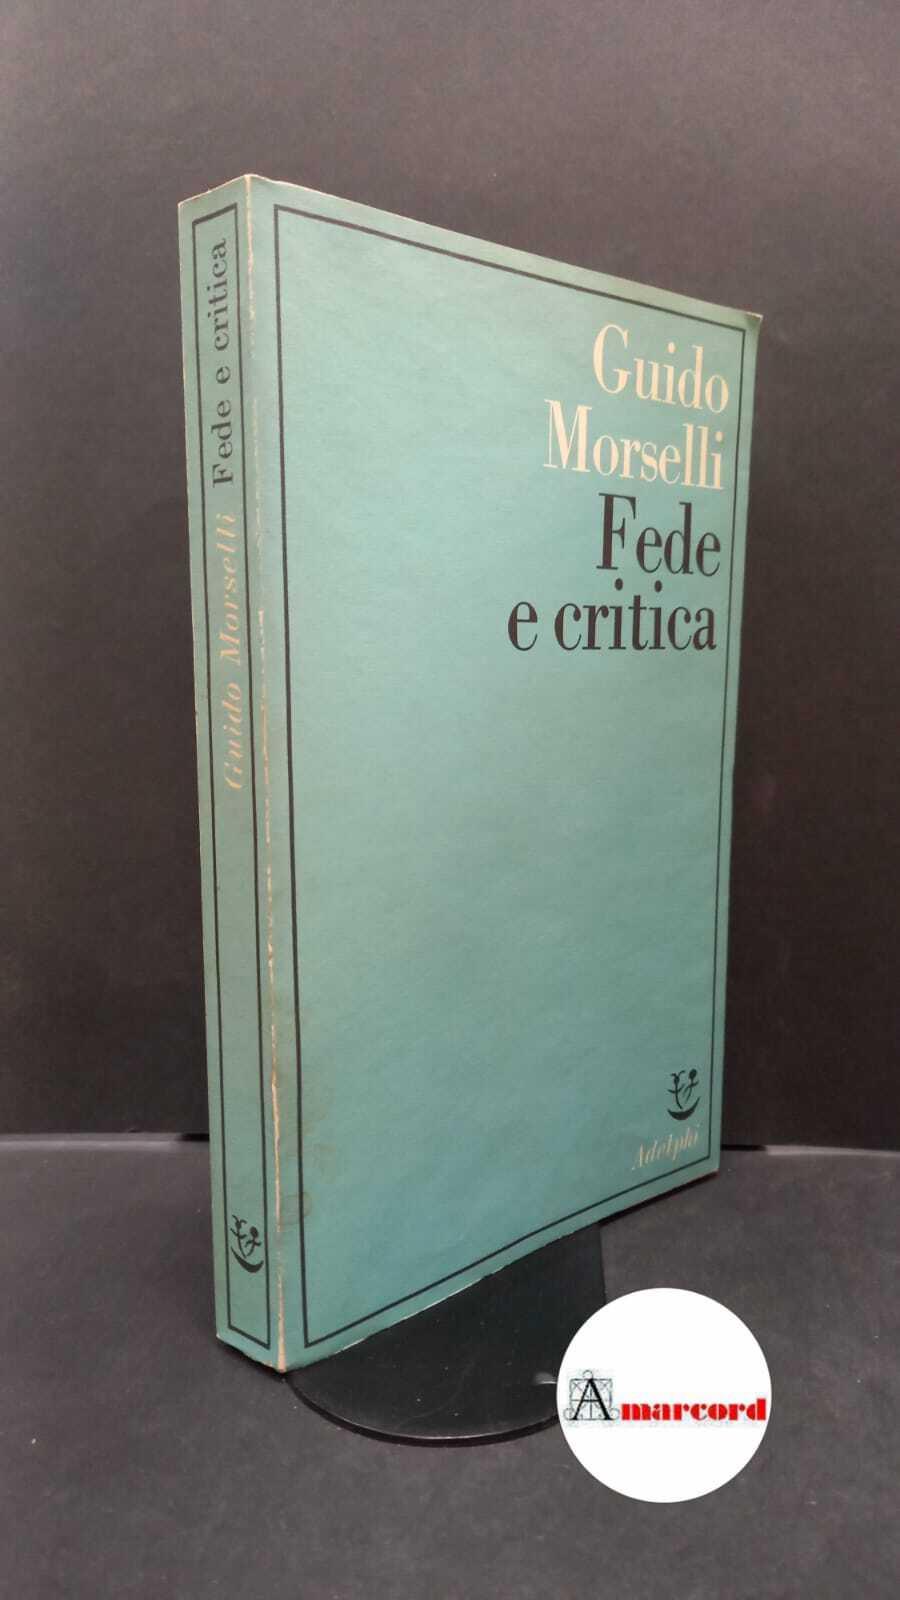 Guido
Morselli
Fede
e critica
Adelphi
Guido Morselli Fede e critica
Amarcord